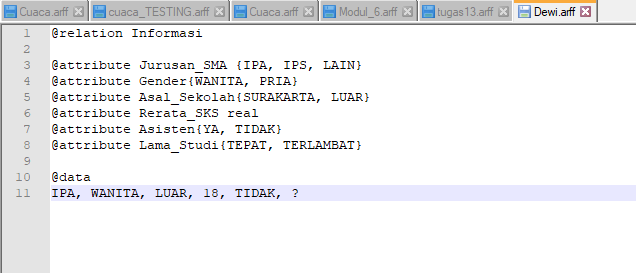 Cuaca.arff cuaca_TESTING.arff Cuaca.arff Modul_6.arff tugas13.arff Dewi.arff
1 @relation Informasi
2
3 @attribute Jurusan_SMA {IPA, IPS, LAIN}
4 @attribute Gender{WANITA, PRIA}
5 @attribute Asal_Sekolah{SURAKARTA, LUAR}
6 @attribute Rerata_SKS real
7 @attribute Asisten{YA, TIDAK}
8 @attribute Lama_Studi{TEPAT, TERLAMBAT}
9
10 @data
11 IPA, WANITA, LUAR, 18, TIDAK, ?